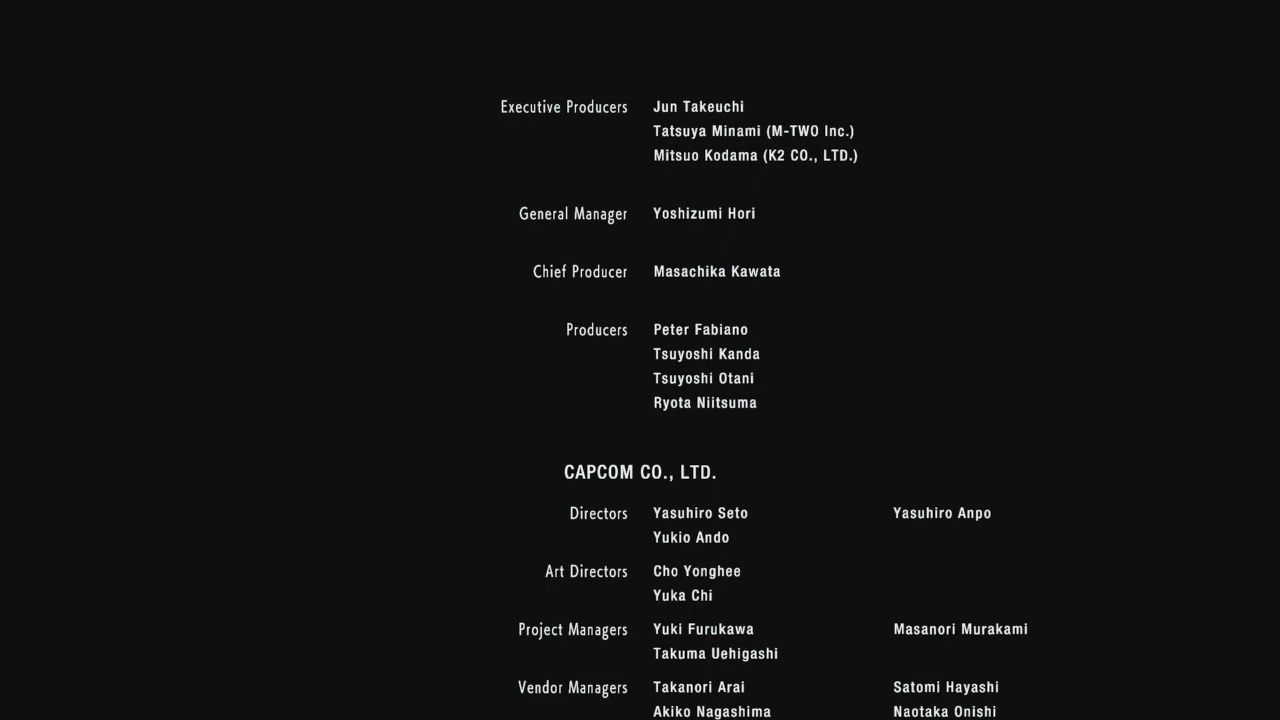 Executive Producers Jun Takeuchi
Tatsuya Minami (M-TWO Inc.)
Mitsuo Kodama (K2 CO., LTD.)
General Manager Yoshizumi Hori
Chief Producer Masachika Kawata
Producers Peter Fabiano
Tsuyoshi Kanda
Tsuyoshi Otani
Ryota Niitsuma
CAPCOM CO., LTD.
Directors Yasuhiro Seto Yasuhiro Anpo
Yukio Ando
Art Directors Cho Yonghee
Yuka Chi
Project Managers Yuki Furukawa Masanori Murakami
Takuma Uehigashi
Vendor Managers Takanori Arai Satomi Hayashi
Akiko Nagashima Naotaka Onishi